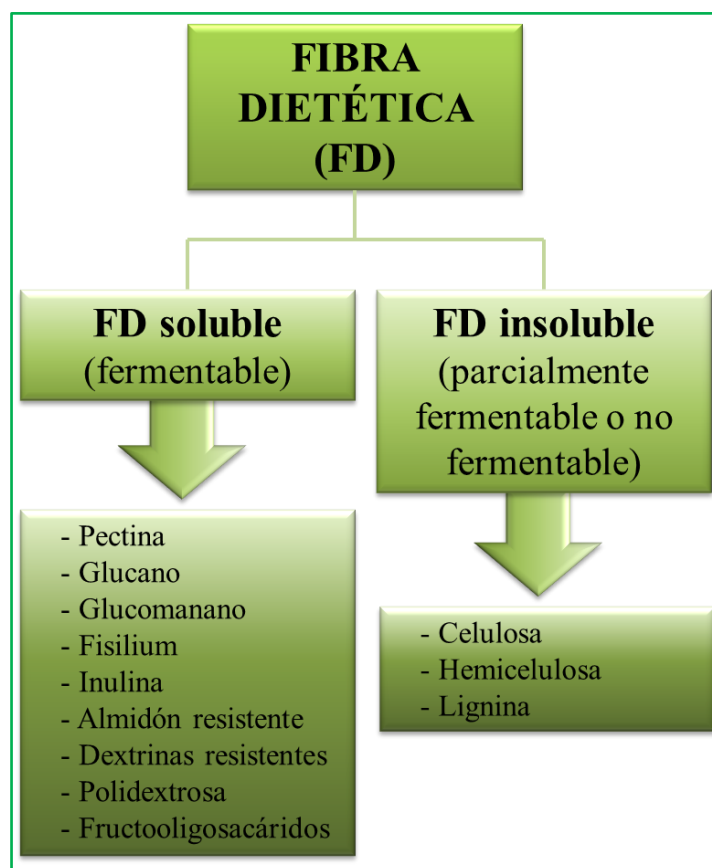 FIBRA
DIETÉTICA
(FD)
FD soluble
(fermentable)
FD insoluble
(parcialmente
fermentable o no
fermentable)
- Pectina
- Glucano
- Glucomanano
- Fisilium
- Inulina
- Almidón resistente
- Dextrinas resistentes
- Polidextrosa
- Fructooligosacáridos
- Celulosa
- Hemicelulosa
- Lignina